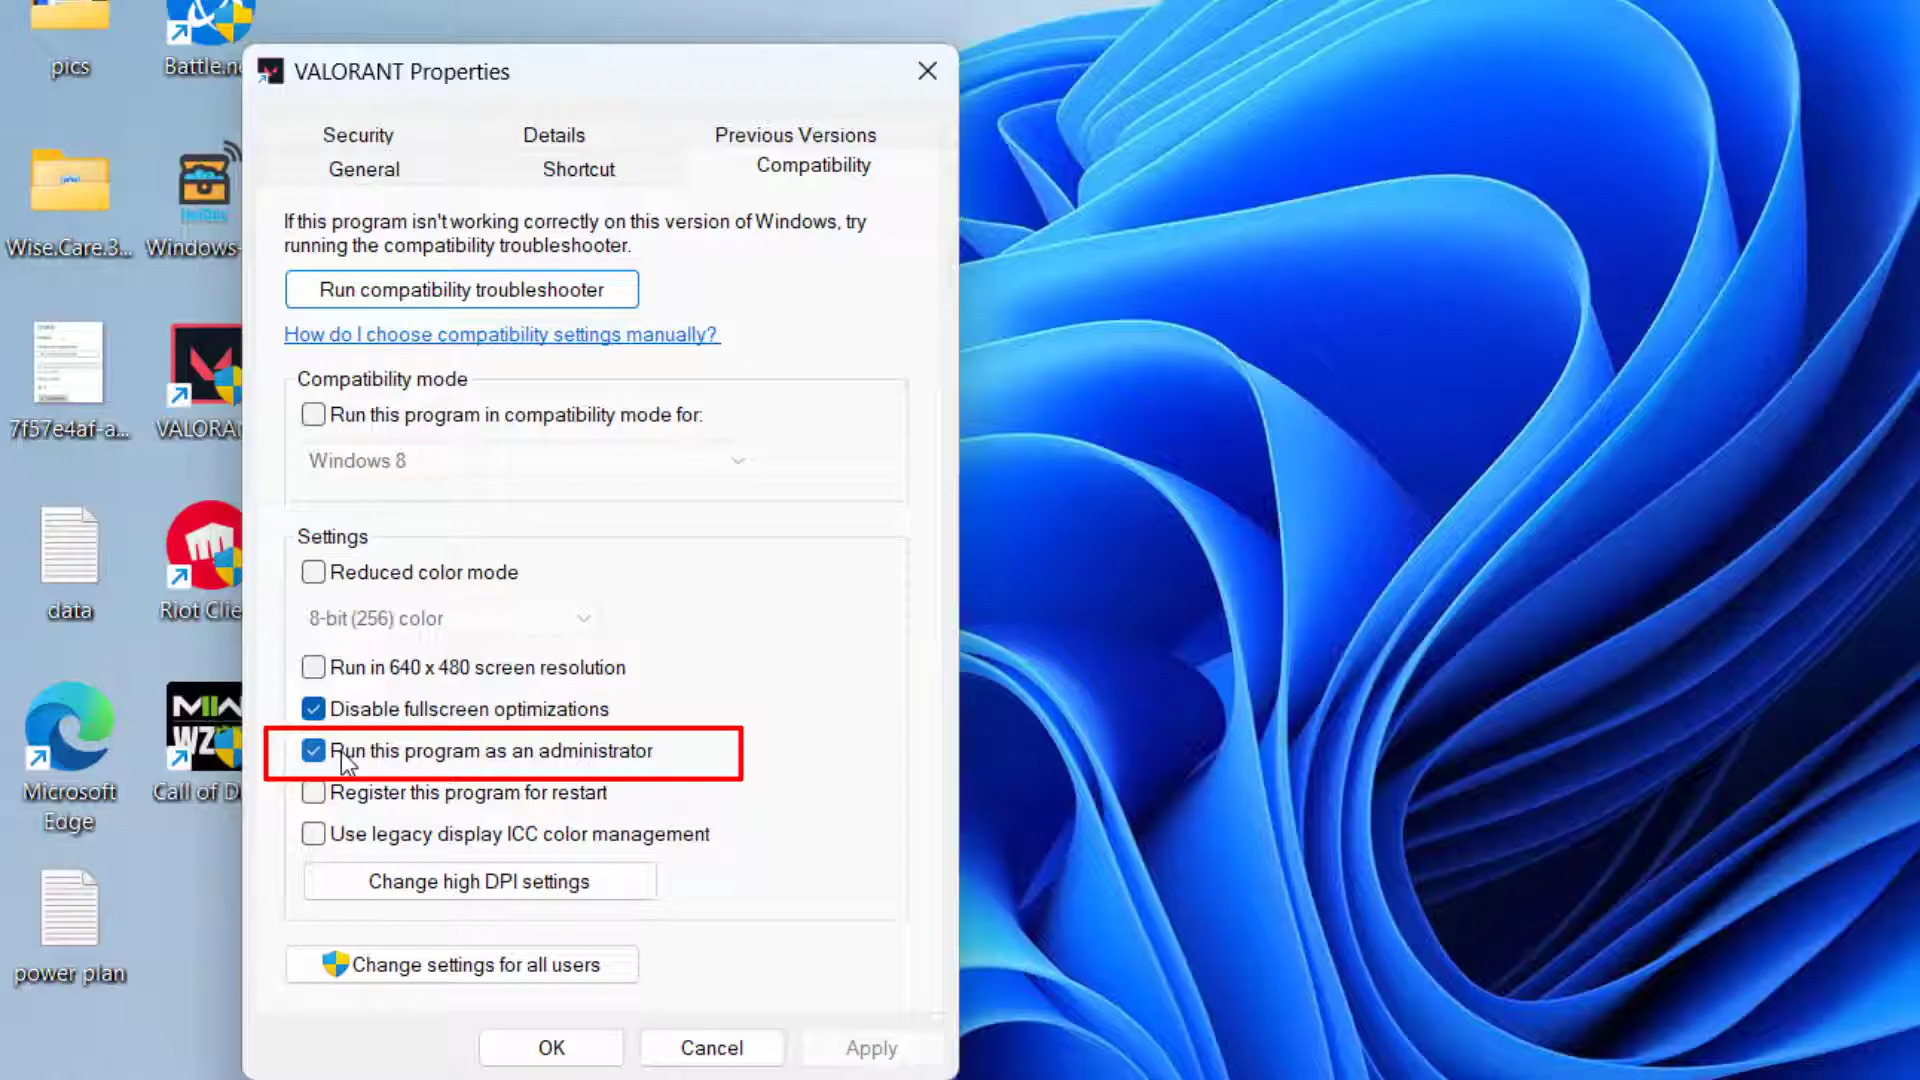 pics
Battle.ne
VALORANT Properties
Security
Details
Previous Versions
General
Shortcut
Compatibility
If this program isn't working correctly on this version of Windows, try
running the compatibility troubleshooter.
Run compatibility troubleshooter
How do I choose compatibility settings manually?
Compatibility mode
Run this program in compatibility mode for:
Windows 8
Settings
Reduced color mode
8-bit (256) color
Run in 640 x 480 screen resolution
Disable fullscreen optimizations
Run this program as an administrator
Register this program for restart
Use legacy display ICC color management
Change high DPI settings
Change settings for all users
OK
Cancel
Apply
Wise.Care.3...
Windows-
7f57e4af-a...
VALORA
data
Riot Clie
MW
WZ
Microsoft
Edge
Call of D
power plan